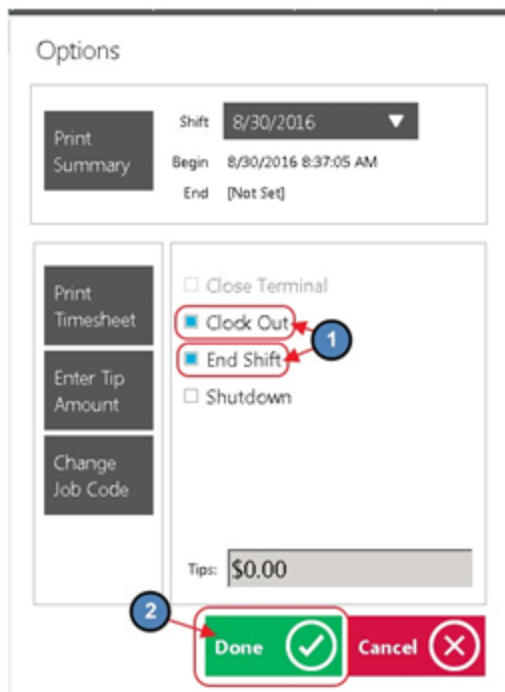 Options
Print
Summary
Shift 8/30/2016
Begin 8/30/2016 8:37:05 AM
End [Not Set]
Print
Timesheet
Enter Tip
Amount
Change
Job Code
Close Terminal
Clock Out
1
End Shift
Shutdown
Tips: $0.00
2
Done
Cancel